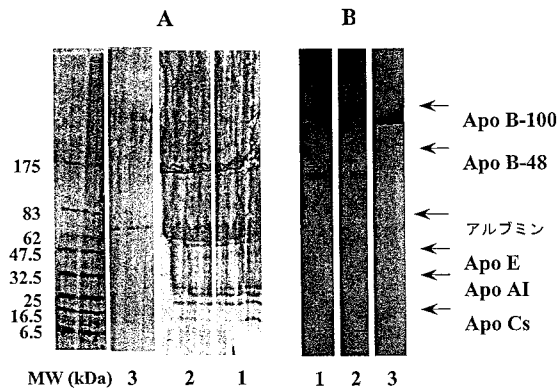 A B
Apo B-100
Apo B-48
175
83
アルブミン
62
47.5
Apo E
32.5
Apo AI
25
Apo Cs
16.5
6.5
MW (kDa) 3 2 1 1 2 3